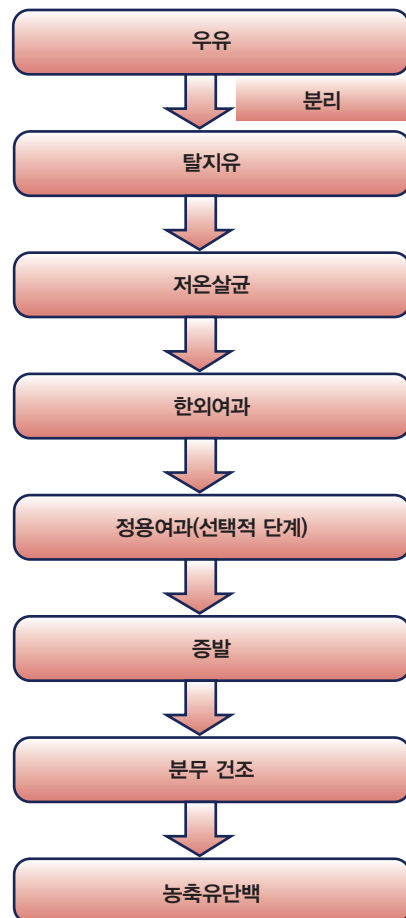 우유
분리
탈지유
저온살균
한외여과
정용여과(선택적 단계)
증발
분무 건조
농축유단백